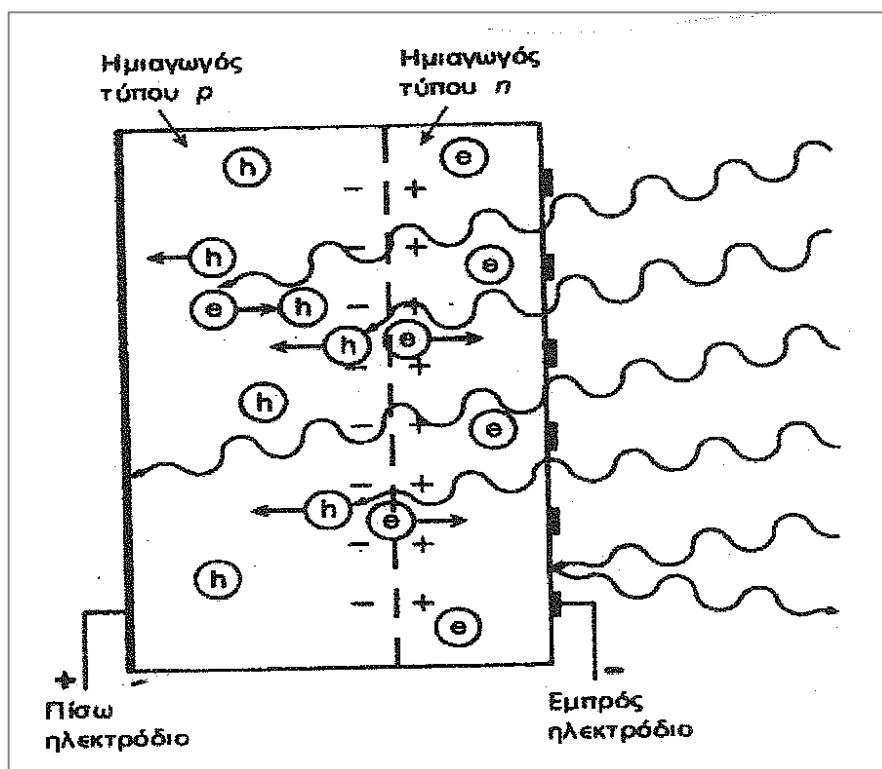 Ημιαγωγός
τύπου p
Ημιαγωγός
τύπου n
h
e
- +
h
- +
e
e
h
- +
h
e
- +
h
- +
e
- +
h
e
- +
h
- +
e
+
-
-
Πίσω
ηλεκτρόδιο
Εμπρός
ηλεκτρόδιο